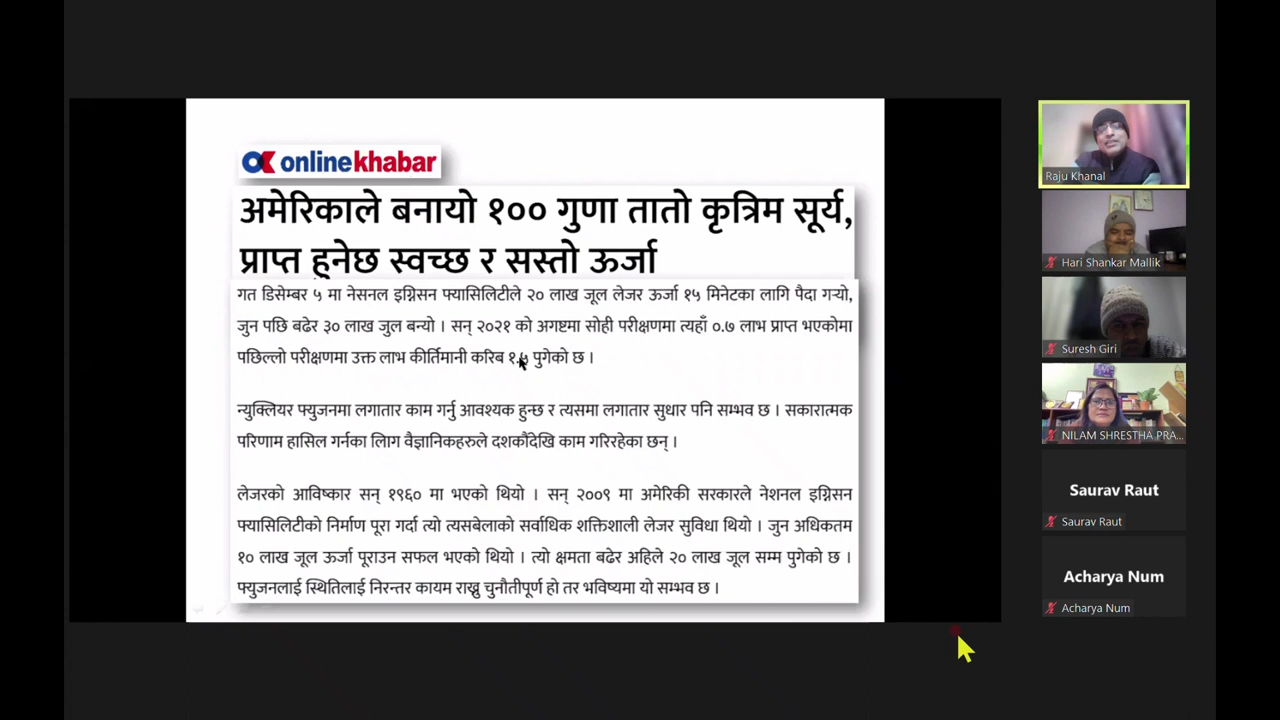 onlinekhabar
अमेरिकाले बनायो १०० गुणा तातो कृत्रिम सूर्य,
प्राप्त हुनेछ स्वच्छ र सस्तो ऊर्जा
गत डिसेम्बर ५ मा नेसनल इग्निसन फ्यासिलिटीले २० लाख जूल लेजर ऊर्जा १५ मिनेटका लागि पैदा गऱ्यो,
जुन पछि बढेर ३० लाख जुल बन्यो । सन् २०२१ को अगष्टमा सोही परीक्षणमा त्यहाँ ०.७ लाभ प्राप्त भएकोमा
पछिल्लो परीक्षणमा उक्त लाभ कीर्तिमानी करिब १.५ पुगेको छ ।
न्युक्लियर फ्युजनमा लगातार काम गर्नु आवश्यक हुन्छ र त्यसमा लगातार सुधार पनि सम्भव छ । सकारात्मक
परिणाम हासिल गर्नका लािग वैज्ञानिकहरुले दशकौंदेखि काम गरिरहेका छन् ।
लेजरको आविष्कार सन् १९६० मा भएको थियो । सन् २००९ मा अमेरिकी सरकारले नेशनल इग्निसन
फ्यासिलिटीको निर्माण पूरा गर्दा त्यो त्यसबेलाको सर्वाधिक शक्तिशाली लेजर सुविधा थियो । जुन अधिकतम
१० लाख जूल ऊर्जा पूराउन सफल भएको थियो । त्यो क्षमता बढेर अहिले २० लाख जूल सम्म पुगेको छ ।
फ्युजनलाई स्थितिलाई निरन्तर कायम राख्नु चुनौतीपूर्ण हो तर भविष्यमा यो सम्भव छ ।
Raju Khanal
Hari Shankar Mallik
Suresh Giri
NILAM SHRESTHA PRA...
Saurav Raut
Saurav Raut
Acharya Num
Acharya Num